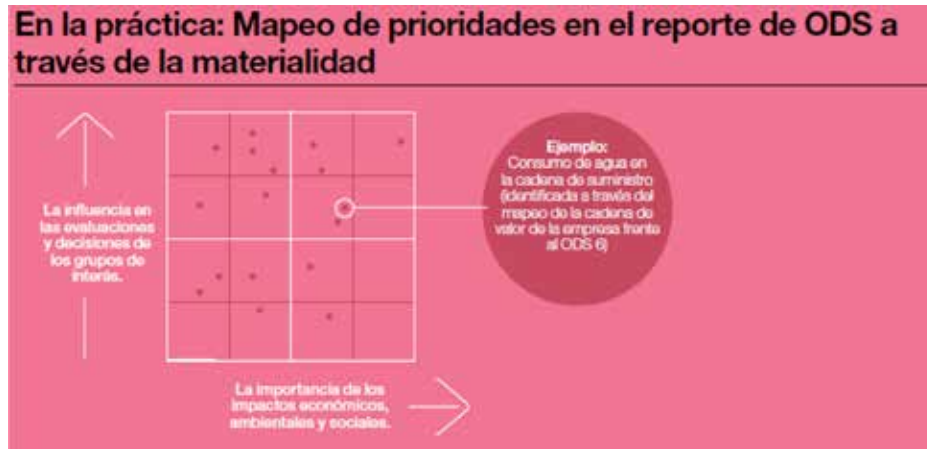 En la práctica: Mapeo de prioridades en el reporte de ODS a
través de la materialidad
La influencia en
las evaluaciones
y decisiones de
los grupos de
interés.
Ejemplo:
Consumo de agua en
la cadena de suministro
(identificada a través del
mapeo de la cadena de
valor de la empresa frente
al ODS 6)
La importancia de los
impactos económicos,
ambientales y sociales.